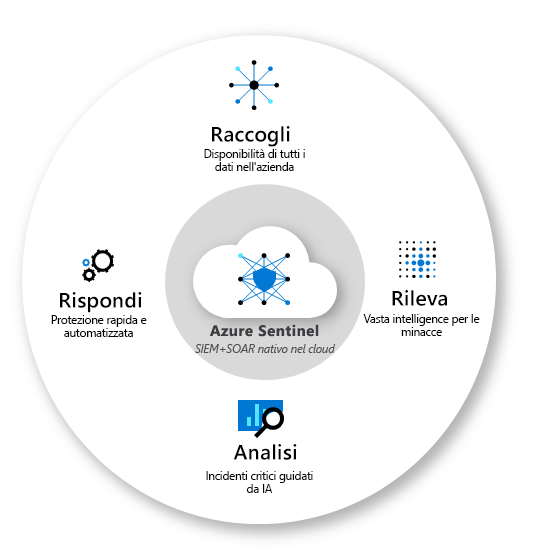 Raccogli
Disponibilità di tutti i
dati nell'azienda
Rispondi
Protezione rapida e
automatizzata
Azure Sentinel
SIEM+SOAR nativo nel cloud
Rileva
Vasta intelligence per le
minacce
Analisi
Incidenti critici guidati
da IA